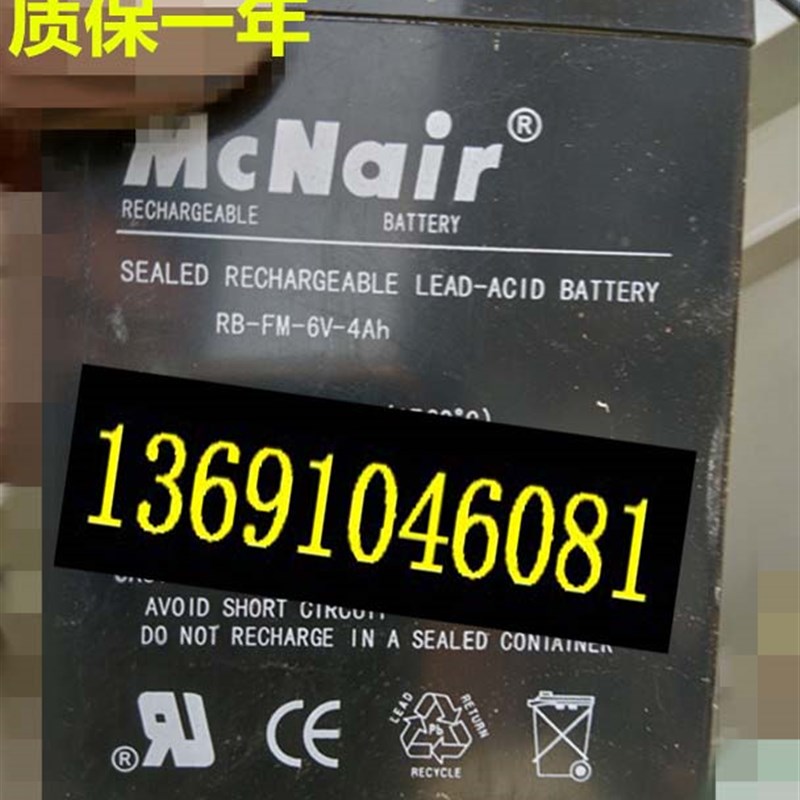 质保一年
McNair®
RECHARGEABLE BATTERY
SEALED RECHARGEABLE LEAD-ACID BATTERY
RB-FM-6V-4Ah
13691046081
AVOID SHORT CIRCUIT
DO NOT RECHARGE IN A SEALED CONTAINER
LEAD RETURN
Pb
RECYCLE